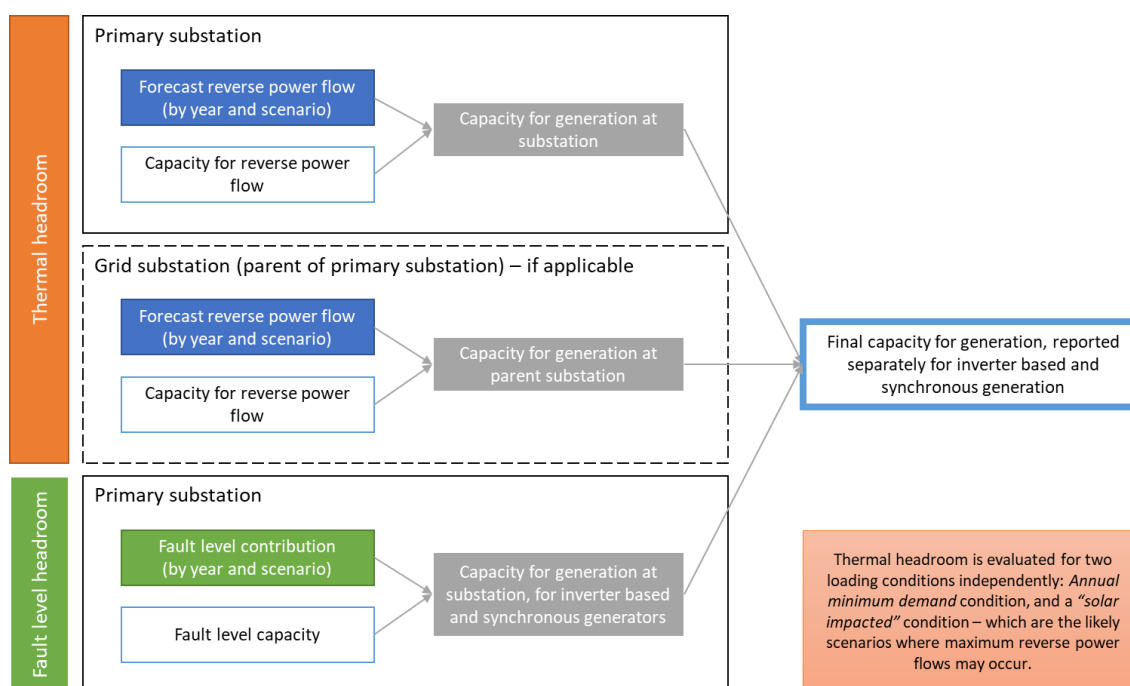 Thermal headroom
Primary substation
Forecast reverse power flow
(by year and scenario)
Capacity for reverse power
flow
Capacity for generation at
substation
Grid substation (parent of primary substation) – if applicable
Forecast reverse power flow
(by year and scenario)
Capacity for reverse power
flow
Capacity for generation at
parent substation
Final capacity for generation, reported
separately for inverter based and
synchronous generation
Fault level headroom
Primary substation
Fault level contribution
(by year and scenario)
Fault level capacity
Capacity for generation at
substation, for inverter based
and synchronous generators
Thermal headroom is evaluated for two
loading conditions independently: Annual
minimum demand condition, and a “solar
impacted” condition – which are the likely
scenarios where maximum reverse power
flows may occur.